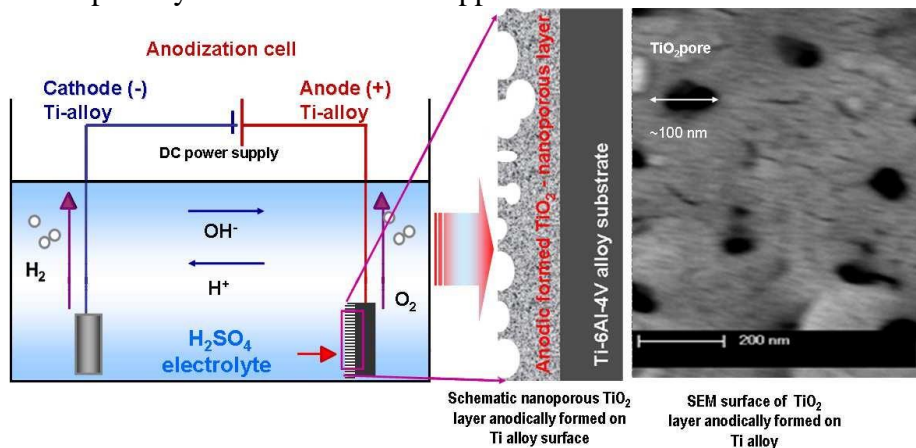 Anodization cell
Cathode (-)
Ti-alloy
Anode (+)
Ti-alloy
DC power supply
OH-
H+
H2
O2
H2SO4
electrolyte
Anodic formed TiO2 - nanoporous layer
Ti-6Al-4V alloy substrate
TiO2pore
~100 nm
200 nm
Schematic nanoporous TiO2
layer anodically formed on
Ti alloy surface
SEM surface of TiO2
layer anodically formed on
Ti alloy